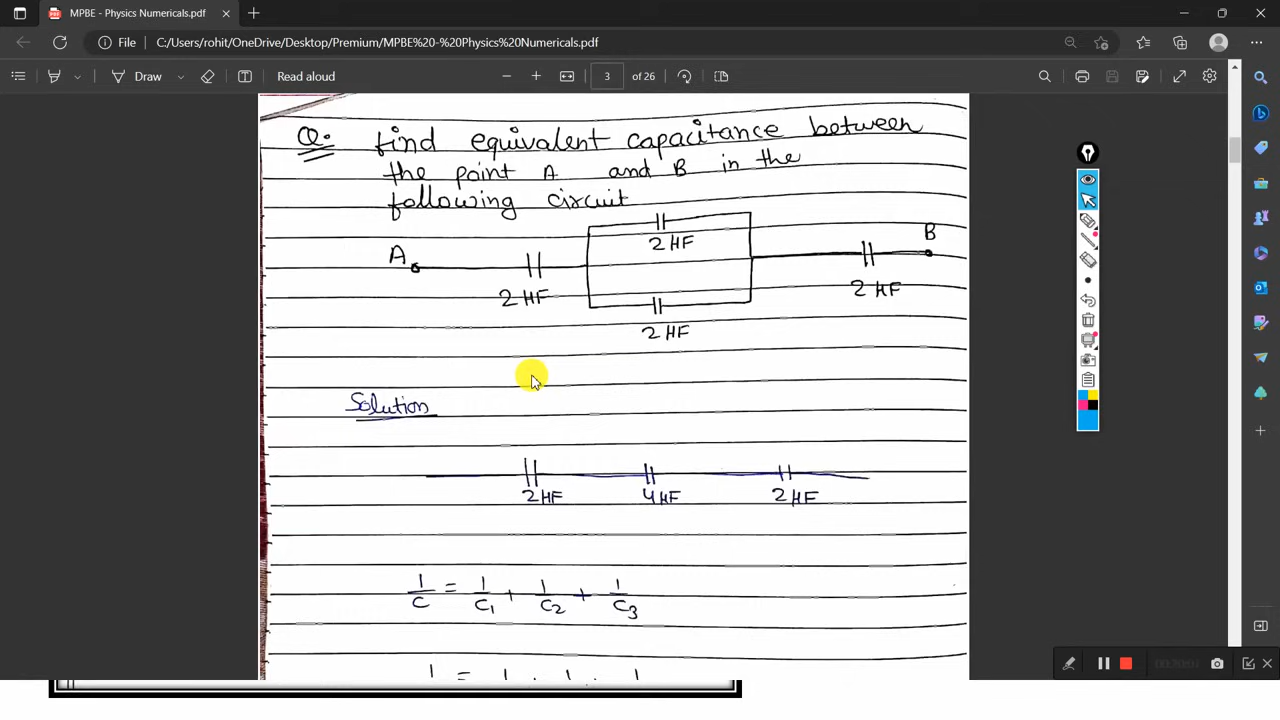 MPBE - Physics Numericals.pdf
File C:/Users/rohit/OneDrive/Desktop/Premium/MPBE%20-%20Physics%20Numericals.pdf
Draw Read aloud 3 of 26
Q:- find equivalent capacitance between
the point A and B in the
following circuit
A 2 μF 2 μF 2 μF B
2 μF
Solution
2 μF 4 μF 2 μF
1/C = 1/C₁ + 1/C₂ + 1/C₃